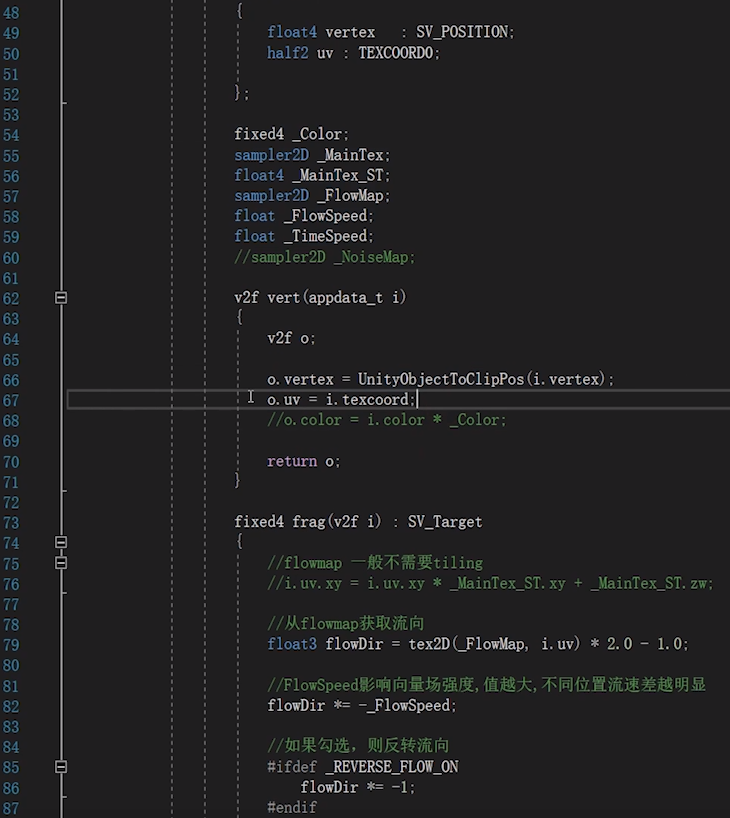 48 {
49 float4 vertex   : SV_POSITION;
50 half2 uv : TEXCOORD0;
51
52 };
53
54 fixed4 _Color;
55 sampler2D _MainTex;
56 float4 _MainTex_ST;
57 sampler2D _FlowMap;
58 float _FlowSpeed;
59 float _TimeSpeed;
60 //sampler2D _NoiseMap;
61
62 v2f vert(appdata_t i)
63 {
64 v2f o;
65
66 o.vertex = UnityObjectToClipPos(i.vertex);
67 o.uv = i.texcoord;
68 //o.color = i.color * _Color;
69
70 return o;
71 }
72
73 fixed4 frag(v2f i) : SV_Target
74 {
75 //flowmap 一般不需要tiling
76 //i.uv.xy = i.uv.xy * _MainTex_ST.xy + _MainTex_ST.zw;
77
78 //从flowmap获取流向
79 float3 flowDir = tex2D(_FlowMap, i.uv) * 2.0 - 1.0;
80
81 //FlowSpeed影响向量场强度,值越大,不同位置流速差越明显
82 flowDir *= -_FlowSpeed;
83
84 //如果勾选，则反转流向
85 #ifdef _REVERSE_FLOW_ON
86 flowDir *= -1;
87 #endif